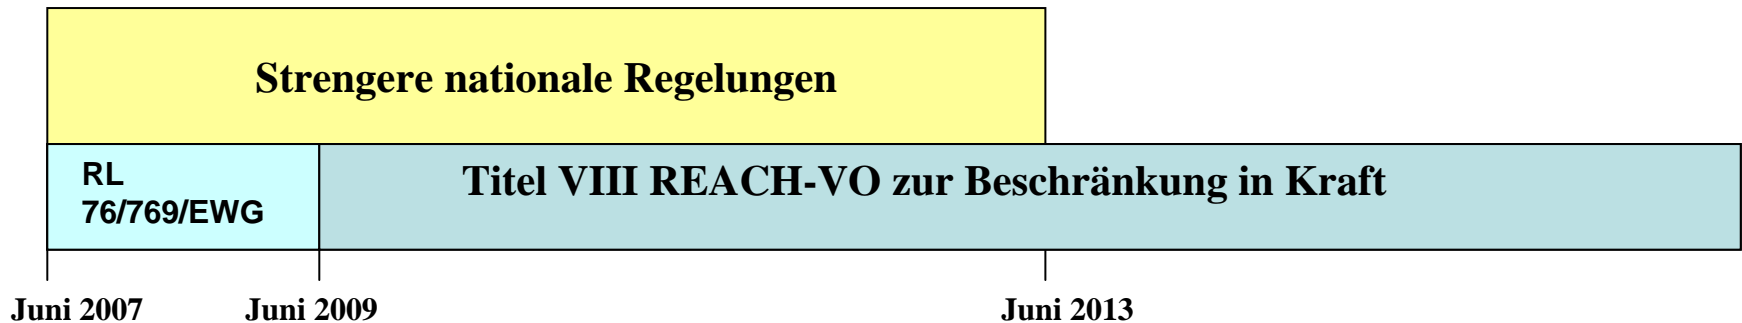 Strengere nationale Regelungen
RL
76/769/EWG
Titel VIII REACH-VO zur Beschränkung in Kraft
Juni 2007
Juni 2009
Juni 2013